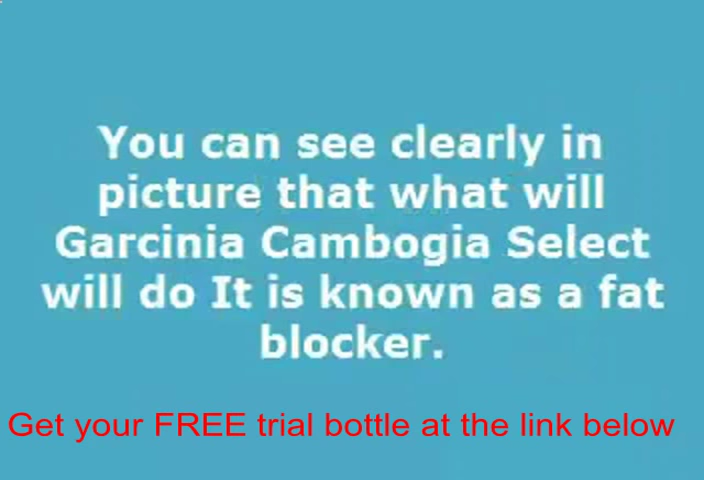 You can see clearly in
picture that what will
Garcinia Cambogia Select
will do It is known as a fat
blocker.
Get your FREE trial bottle at the link below